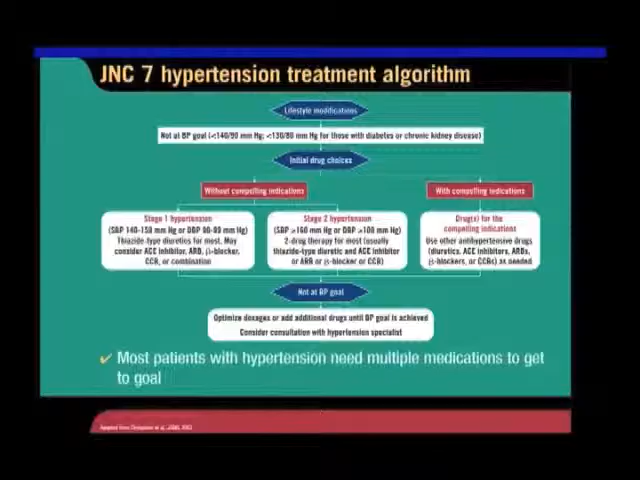 JNC 7 hypertension treatment algorithm
Lifestyle modifications
Not at BP goal (<140/90 mm Hg; <130/80 mm Hg for those with diabetes or chronic kidney disease)
Initial drug choices
Without compelling indications
With compelling indications
Stage 1 hypertension
(SBP 140-159 mm Hg or DBP 90-99 mm Hg)
Thiazide-type diuretics for most. May
consider ACE inhibitor, ARB, β-blocker,
CCB, or combination
Stage 2 hypertension
(SBP ≥160 mm Hg or DBP ≥100 mm Hg)
2-drug therapy for most (usually
thiazide-type diuretic and ACE inhibitor
or ARB or β-blocker or CCB)
Drug(s) for the
compelling indications
Use other antihypertensive drugs
(diuretics, ACE inhibitors, ARBs,
β-blockers, or CCBs) as needed
Not at BP goal
Optimize dosages or add additional drugs until BP goal is achieved
Consider consultation with hypertension specialist
✔ Most patients with hypertension need multiple medications to get
to goal
Adapted from Chobanian et al. JAMA. 2003